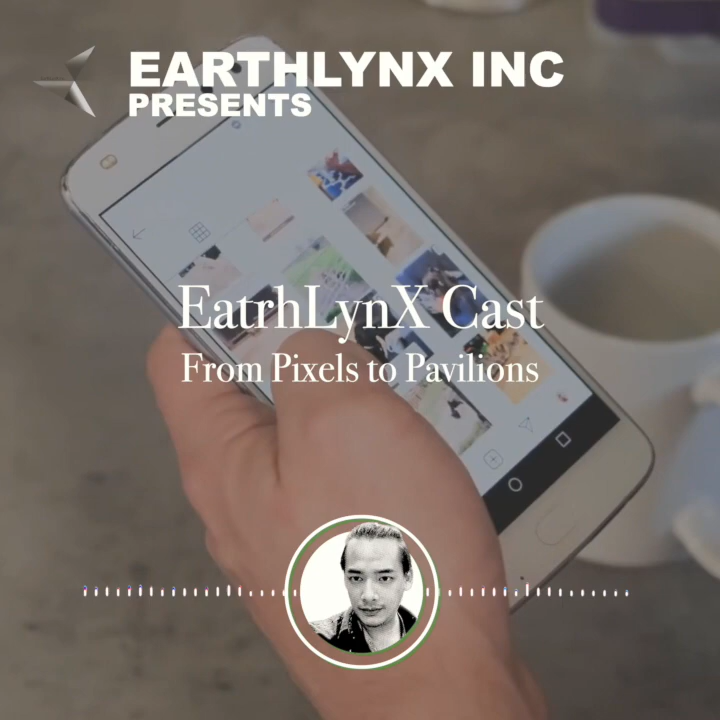 EARTHLYNX INC
PRESENTS
EatrhLynX Cast
From Pixels to Pavilions